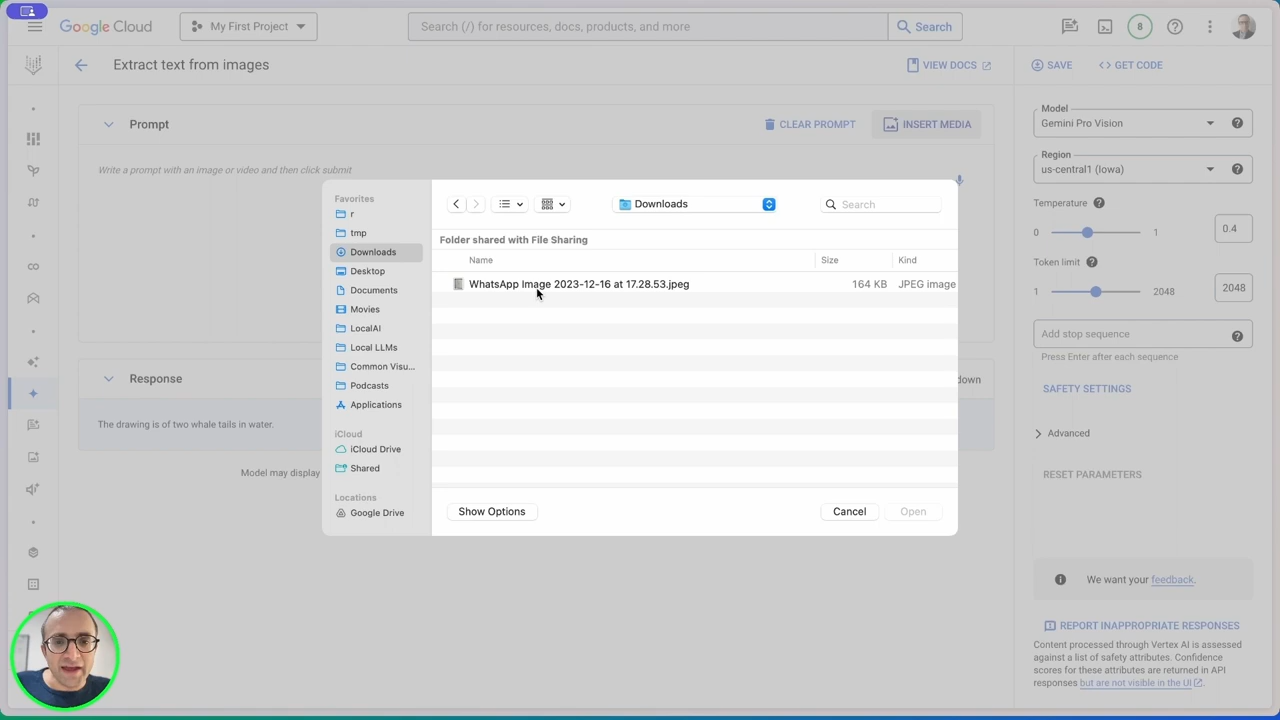 Google Cloud
My First Project
Search (/) for resources, docs, products, and more
Search
8
Extract text from images
VIEW DOCS
SAVE
GET CODE
Prompt
CLEAR PROMPT
INSERT MEDIA
Write a prompt with an image or video and then click submit
Model
Gemini Pro Vision
Region
us-central1 (Iowa)
Temperature
0
1
0.4
Token limit
1
2048
2048
Add stop sequence
Press Enter after each sequence
SAFETY SETTINGS
Advanced
RESET PARAMETERS
We want your feedback.
REPORT INAPPROPRIATE RESPONSES
Content processed through Vertex AI is assessed
against a list of safety attributes. Confidence
scores for these attributes are returned in API
responses but are not visible in the UI.
Response
down
The drawing is of two whale tails in water.
Model may display
Favorites
r
tmp
Downloads
Desktop
Documents
Movies
LocalAI
Local LLMs
Common Visu...
Podcasts
Applications
iCloud
iCloud Drive
Shared
Locations
Google Drive
Downloads
Search
Folder shared with File Sharing
Name
Size
Kind
WhatsApp Image 2023-12-16 at 17.28.53.jpeg
164 KB
JPEG image
Show Options
Cancel
Open